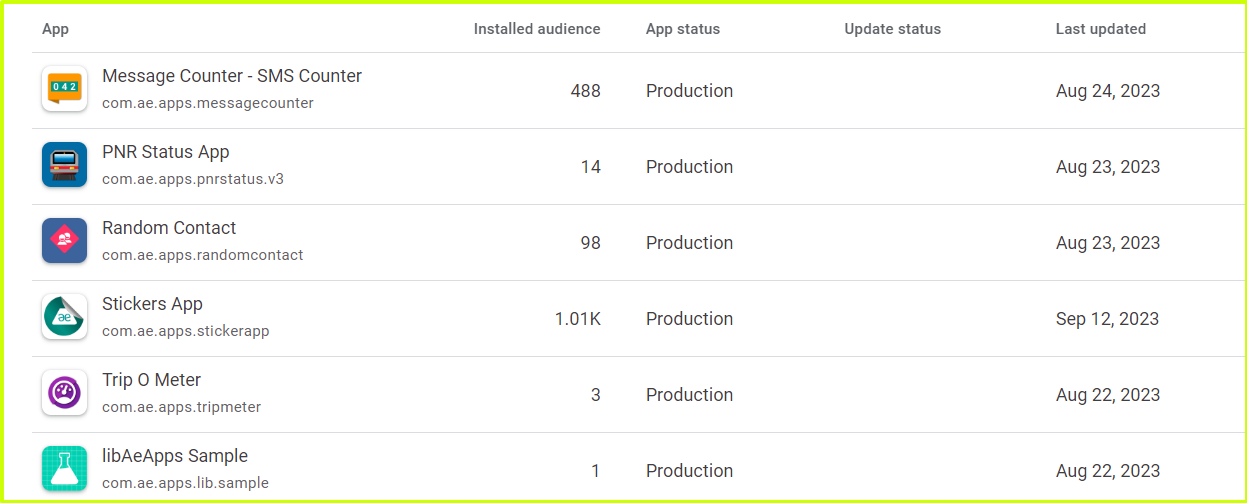 App Installed audience App status Update status Last updated
042
Message Counter - SMS Counter
488 Production Aug 24, 2023
com.ae.apps.messagecounter
PNR Status App
14 Production Aug 23, 2023
com.ae.apps.pnrstatus.v3
Random Contact
98 Production Aug 23, 2023
com.ae.apps.randomcontact
Stickers App
ae
1.01K Production Sep 12, 2023
com.ae.apps.stickerapp
Trip O Meter
3 Production Aug 22, 2023
com.ae.apps.tripmeter
libAeApps Sample
1 Production Aug 22, 2023
com.ae.apps.lib.sample